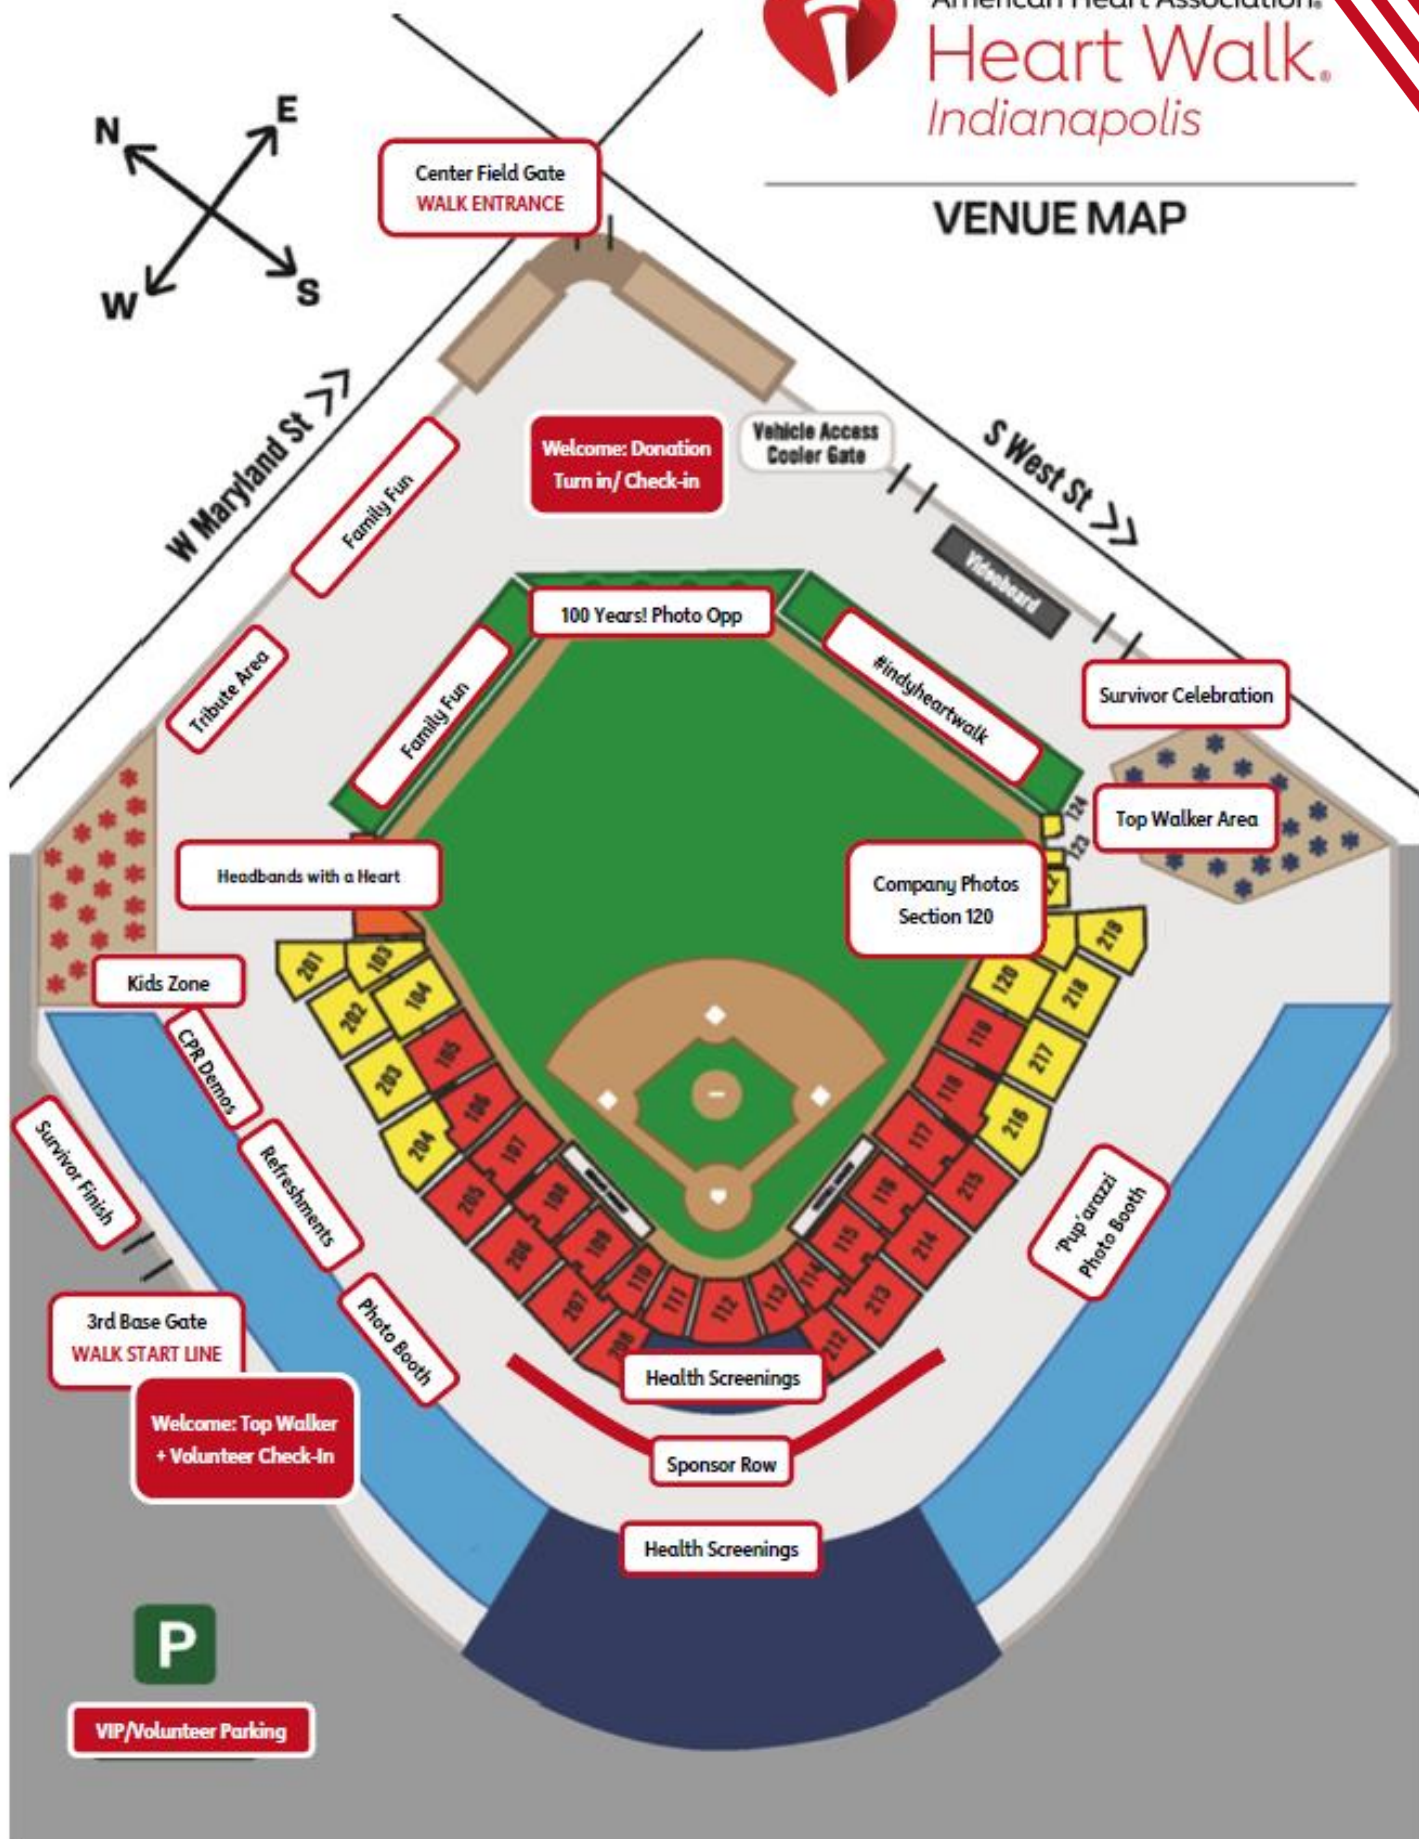 American Heart Association®
Heart Walk®
Indianapolis
VENUE MAP
N
E
W
S
Center Field Gate
WALK ENTRANCE
W Maryland St >>
S West St >>
Welcome: Donation
Turn in/ Check-in
Vehicle Access
Cooler Gate
Videoboard
Family Fun
100 Years! Photo Opp
Tribute Area
Family Fun
#indyheartwalk
Survivor Celebration
Top Walker Area
124
123
Headbands with a Heart
Company Photos
Section 120
Kids Zone
201
103
202
104
203
105
204
106
205
107
206
108
207
109
208
110
111
112
113
114
212
115
213
116
214
117
215
118
216
119
217
120
218
219
CPR Demos
Survivor Finish
Refreshments
Photo Booth
'Pup'arazzi
Photo Booth
3rd Base Gate
WALK START LINE
Welcome: Top Walker
+ Volunteer Check-In
Health Screenings
Sponsor Row
Health Screenings
P
VIP/Volunteer Parking